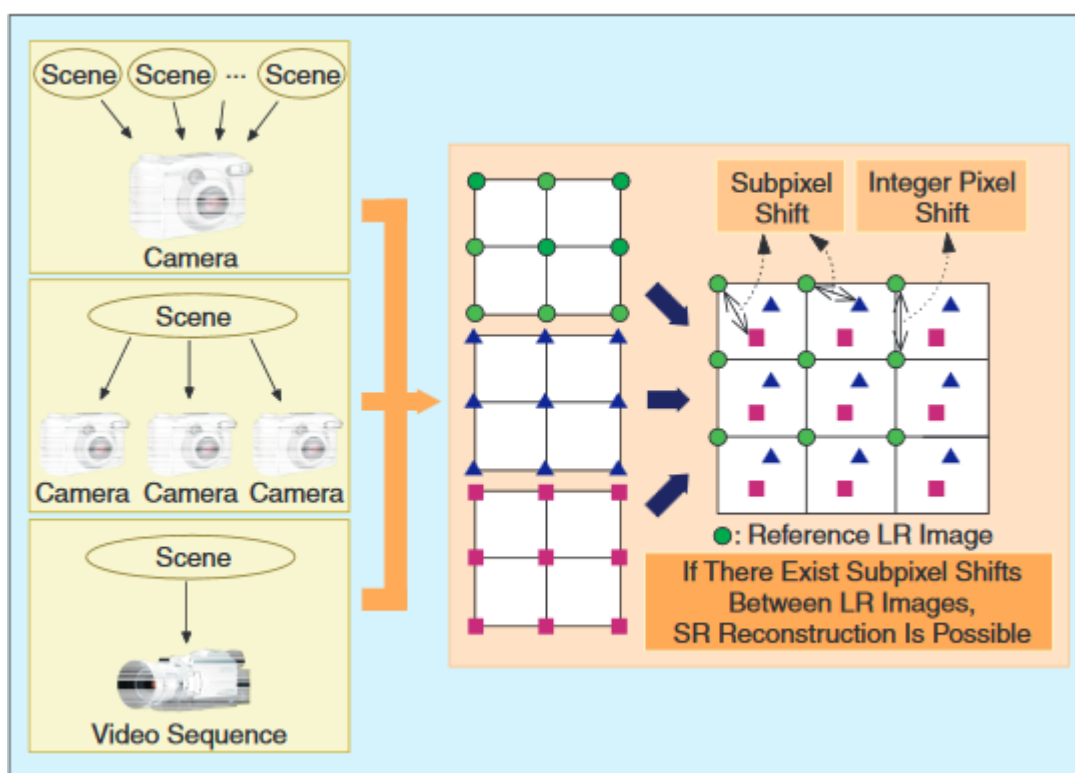 Scene Scene ... Scene
Camera
Scene
Camera Camera Camera
Scene
Video Sequence
Subpixel
Shift
Integer Pixel
Shift
: Reference LR Image
If There Exist Subpixel Shifts
Between LR Images,
SR Reconstruction Is Possible